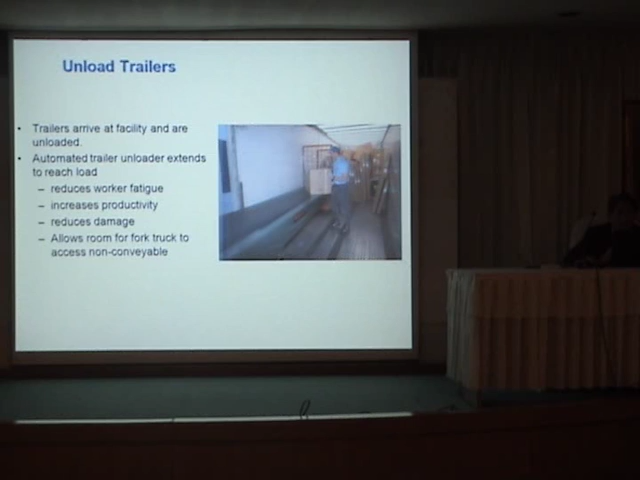 Unload Trailers
• Trailers arrive at facility and are
unloaded.
• Automated trailer unloader extends
to reach load
– reduces worker fatigue
– increases productivity
– reduces damage
– Allows room for fork truck to
access non-conveyable